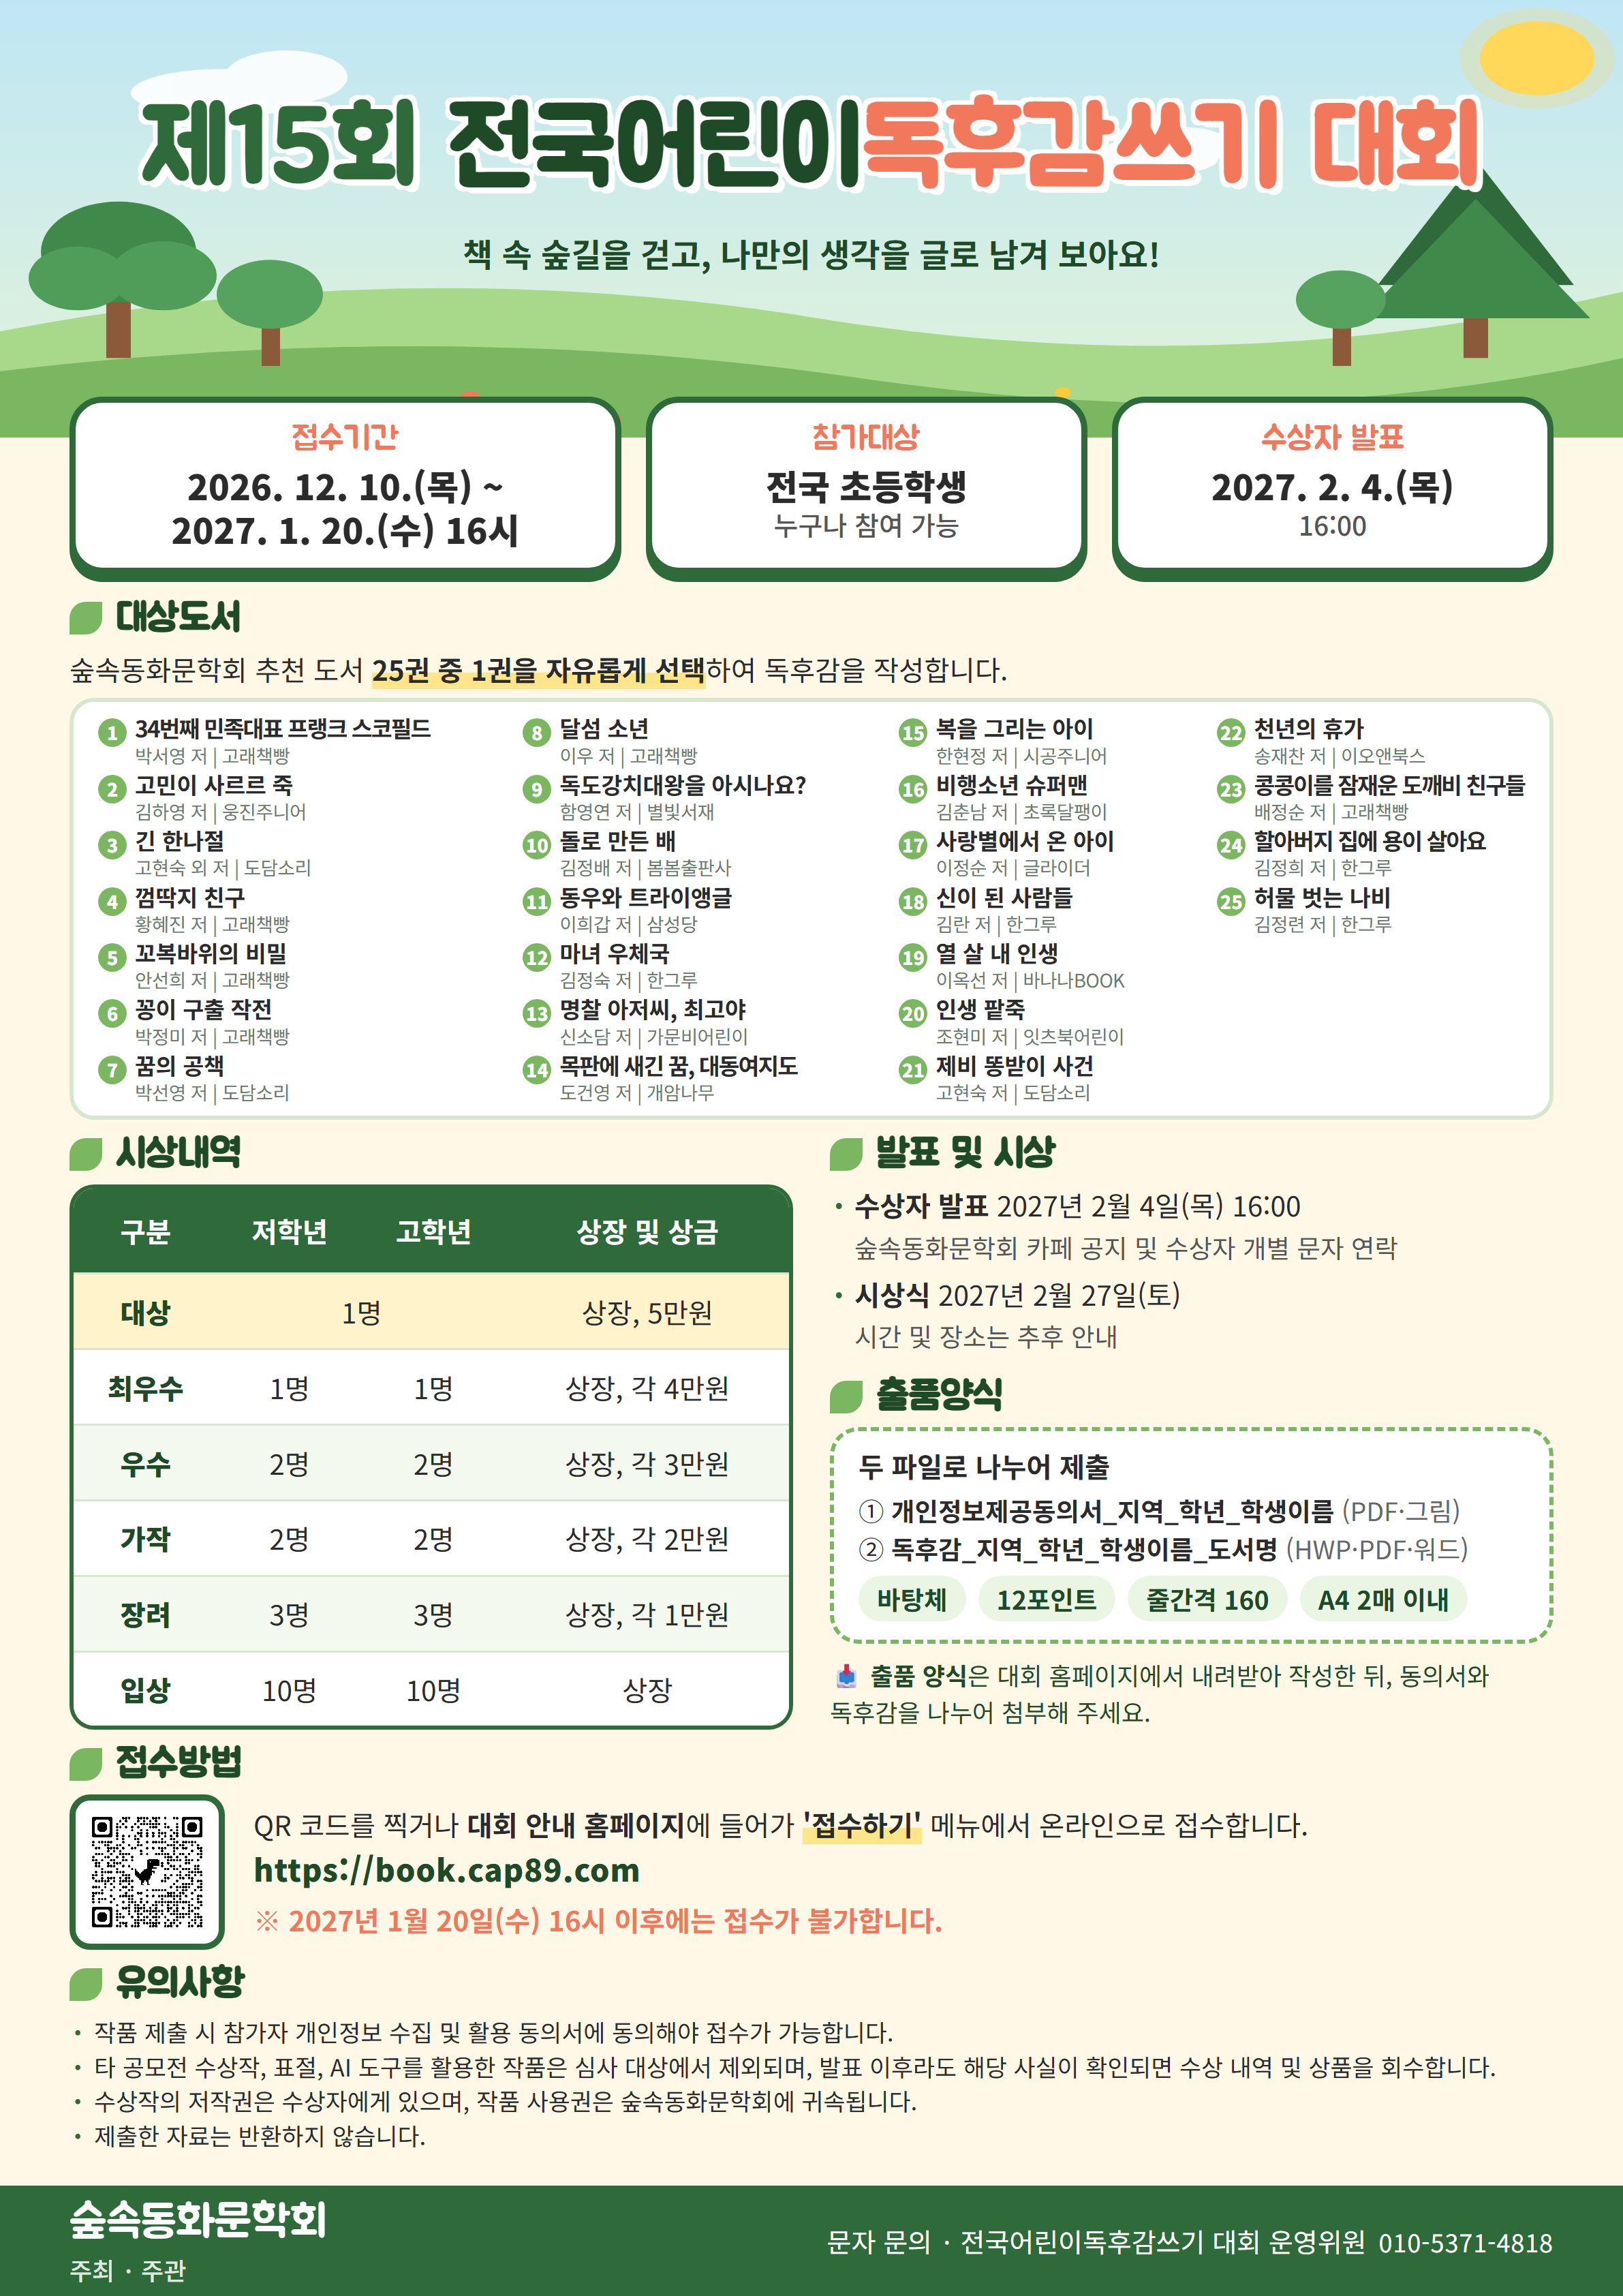 제15회 전국어린이독후감쓰기 대회
책 속 숲길을 걷고, 나만의 생각을 글로 남겨 보아요!
접수기간
2026. 12. 10.(목) ~
2027. 1. 20.(수) 16시
참가대상
전국 초등학생
누구나 참여 가능
수상자 발표
2027. 2. 4.(목)
16:00
대상도서
숲속동화문학회 추천 도서 25권 중 1권을 자유롭게 선택하여 독후감을 작성합니다.
1 34번째 민족대표 프랭크 스코필드
박서영 저 | 고래책빵
2 고민이 사르르 죽
김하영 저 | 웅진주니어
3 긴 한나절
고현숙 외 저 | 도담소리
4 껌딱지 친구
황혜진 저 | 고래책빵
5 꼬복바위의 비밀
안선희 저 | 고래책빵
6 꽁이 구출 작전
박정미 저 | 고래책빵
7 꿈의 공책
박선영 저 | 도담소리
8 달섬 소년
이우 저 | 고래책빵
9 독도강치대왕을 아시나요?
함영연 저 | 별빛서재
10 돌로 만든 배
김정배 저 | 봄봄출판사
11 동우와 트라이앵글
이희갑 저 | 삼성당
12 마녀 우체국
김정숙 저 | 한그루
13 명찰 아저씨, 최고야
신소담 저 | 가문비어린이
14 목판에 새긴 꿈, 대동여지도
도건영 저 | 개암나무
15 복을 그리는 아이
한현정 저 | 시공주니어
16 비행소년 슈퍼맨
김춘남 저 | 초록달팽이
17 사랑별에서 온 아이
이정순 저 | 글라이더
18 신이 된 사람들
김란 저 | 한그루
19 열 살 내 인생
이옥선 저 | 바나나BOOK
20 인생 팥죽
조현미 저 | 잇츠북어린이
21 제비 똥받이 사건
고현숙 저 | 도담소리
22 천년의 휴가
송재찬 저 | 이오앤북스
23 콩콩이를 잠재운 도깨비 친구들
배정순 저 | 고래책빵
24 할아버지 집에 용이 살아요
김정희 저 | 한그루
25 허물 벗는 나비
김정련 저 | 한그루
시상내역
구분 저학년 고학년 상장 및 상금
대상 1명 상장, 5만원
최우수 1명 1명 상장, 각 4만원
우수 2명 2명 상장, 각 3만원
가작 2명 2명 상장, 각 2만원
장려 3명 3명 상장, 각 1만원
입상 10명 10명 상장
발표 및 시상
• 수상자 발표 2027년 2월 4일(목) 16:00
숲속동화문학회 카페 공지 및 수상자 개별 문자 연락
• 시상식 2027년 2월 27일(토)
시간 및 장소는 추후 안내
출품양식
두 파일로 나누어 제출
① 개인정보제공동의서_지역_학년_학생이름 (PDF·그림)
② 독후감_지역_학년_학생이름_도서명 (HWP·PDF·워드)
바탕체 12포인트 줄간격 160 A4 2매 이내
출품 양식은 대회 홈페이지에서 내려받아 작성한 뒤, 동의서와
독후감을 나누어 첨부해 주세요.
접수방법
QR 코드를 찍거나 대회 안내 홈페이지에 들어가 '접수하기' 메뉴에서 온라인으로 접수합니다.
https://book.cap89.com
※ 2027년 1월 20일(수) 16시 이후에는 접수가 불가합니다.
유의사항
• 작품 제출 시 참가자 개인정보 수집 및 활용 동의서에 동의해야 접수가 가능합니다.
• 타 공모전 수상작, 표절, AI 도구를 활용한 작품은 심사 대상에서 제외되며, 발표 이후라도 해당 사실이 확인되면 수상 내역 및 상품을 회수합니다.
• 수상작의 저작권은 수상자에게 있으며, 작품 사용권은 숲속동화문학회에 귀속됩니다.
• 제출한 자료는 반환하지 않습니다.
숲속동화문학회
주최 · 주관
문자 문의 · 전국어린이독후감쓰기 대회 운영위원 010-5371-4818